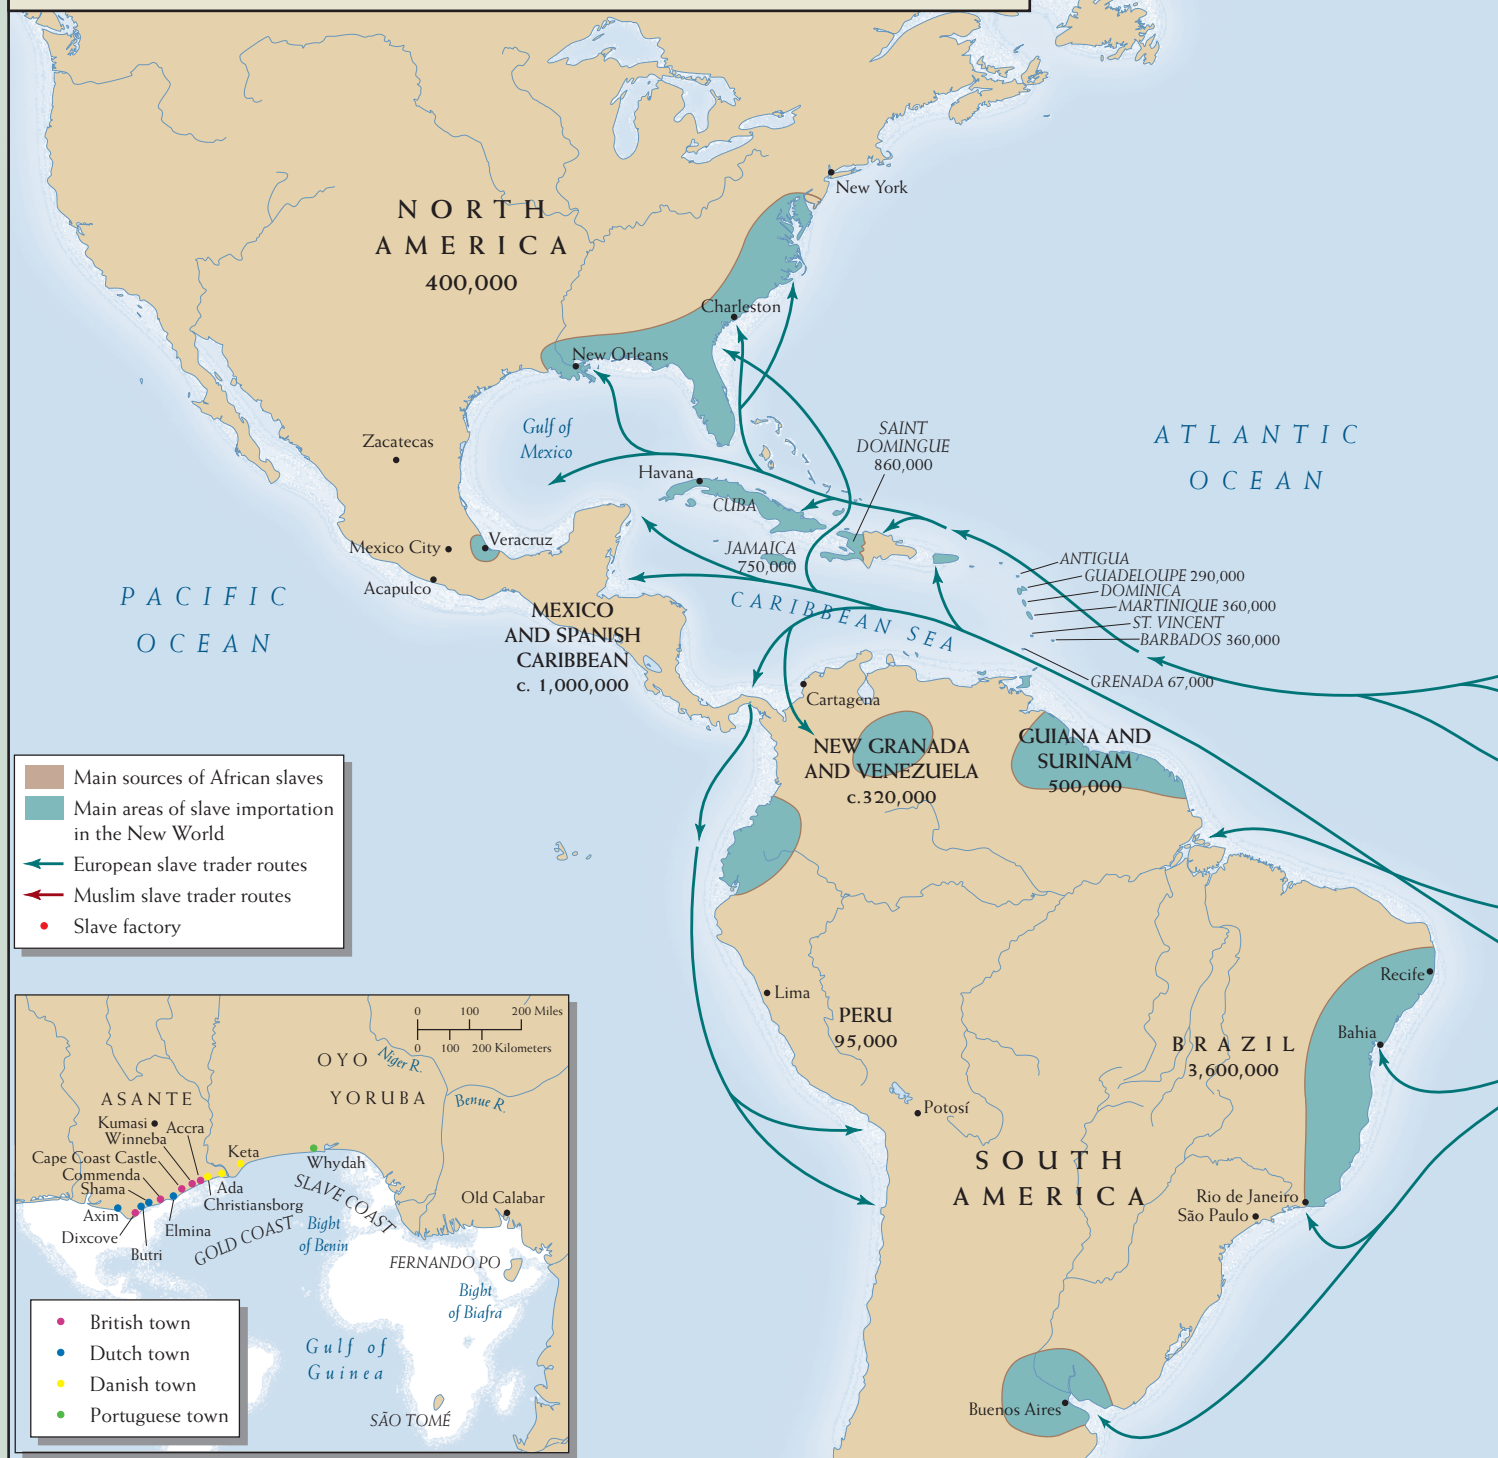 New York
NORTH
AMERICA
400,000
Charleston
New Orleans
Gulf of
Mexico
Zacatecas
Havana
CUBA
SAINT
DOMINGUE
860,000
ATLANTIC
OCEAN
Mexico City
Veracruz
Acapulco
JAMAICA
750,000
ANTIGUA
GUADELOUPE 290,000
DOMINICA
MARTINIQUE 360,000
ST. VINCENT
BARBADOS 360,000
GRENADA 67,000
PACIFIC
OCEAN
CARIBBEAN SEA
MEXICO
AND SPANISH
CARIBBEAN
c. 1,000,000
Cartagena
NEW GRANADA
AND VENEZUELA
c.320,000
GUIANA AND
SURINAM
500,000
Main sources of African slaves
Main areas of slave importation
in the New World
European slave trader routes
Muslim slave trader routes
Slave factory
Lima
PERU
95,000
Recife
Bahia
BRAZIL
3,600,000
Potosí
SOUTH
AMERICA
Rio de Janeiro
São Paulo
Buenos Aires
0 100 200 Miles
0 100 200 Kilometers
OYO
Niger R.
YORUBA
Benue R.
ASANTE
Kumasi
Winneba
Accra
Cape Coast Castle
Commenda
Shama
Keta
Whydah
Ada
Christiansborg
Axim
Dixcove
Butri
Elmina
GOLD COAST
SLAVE COAST
Bight
of Benin
Old Calabar
FERNANDO PO
Bight
of Biafra
Gulf of
Guinea
SÃO TOMÉ
British town
Dutch town
Danish town
Portuguese town